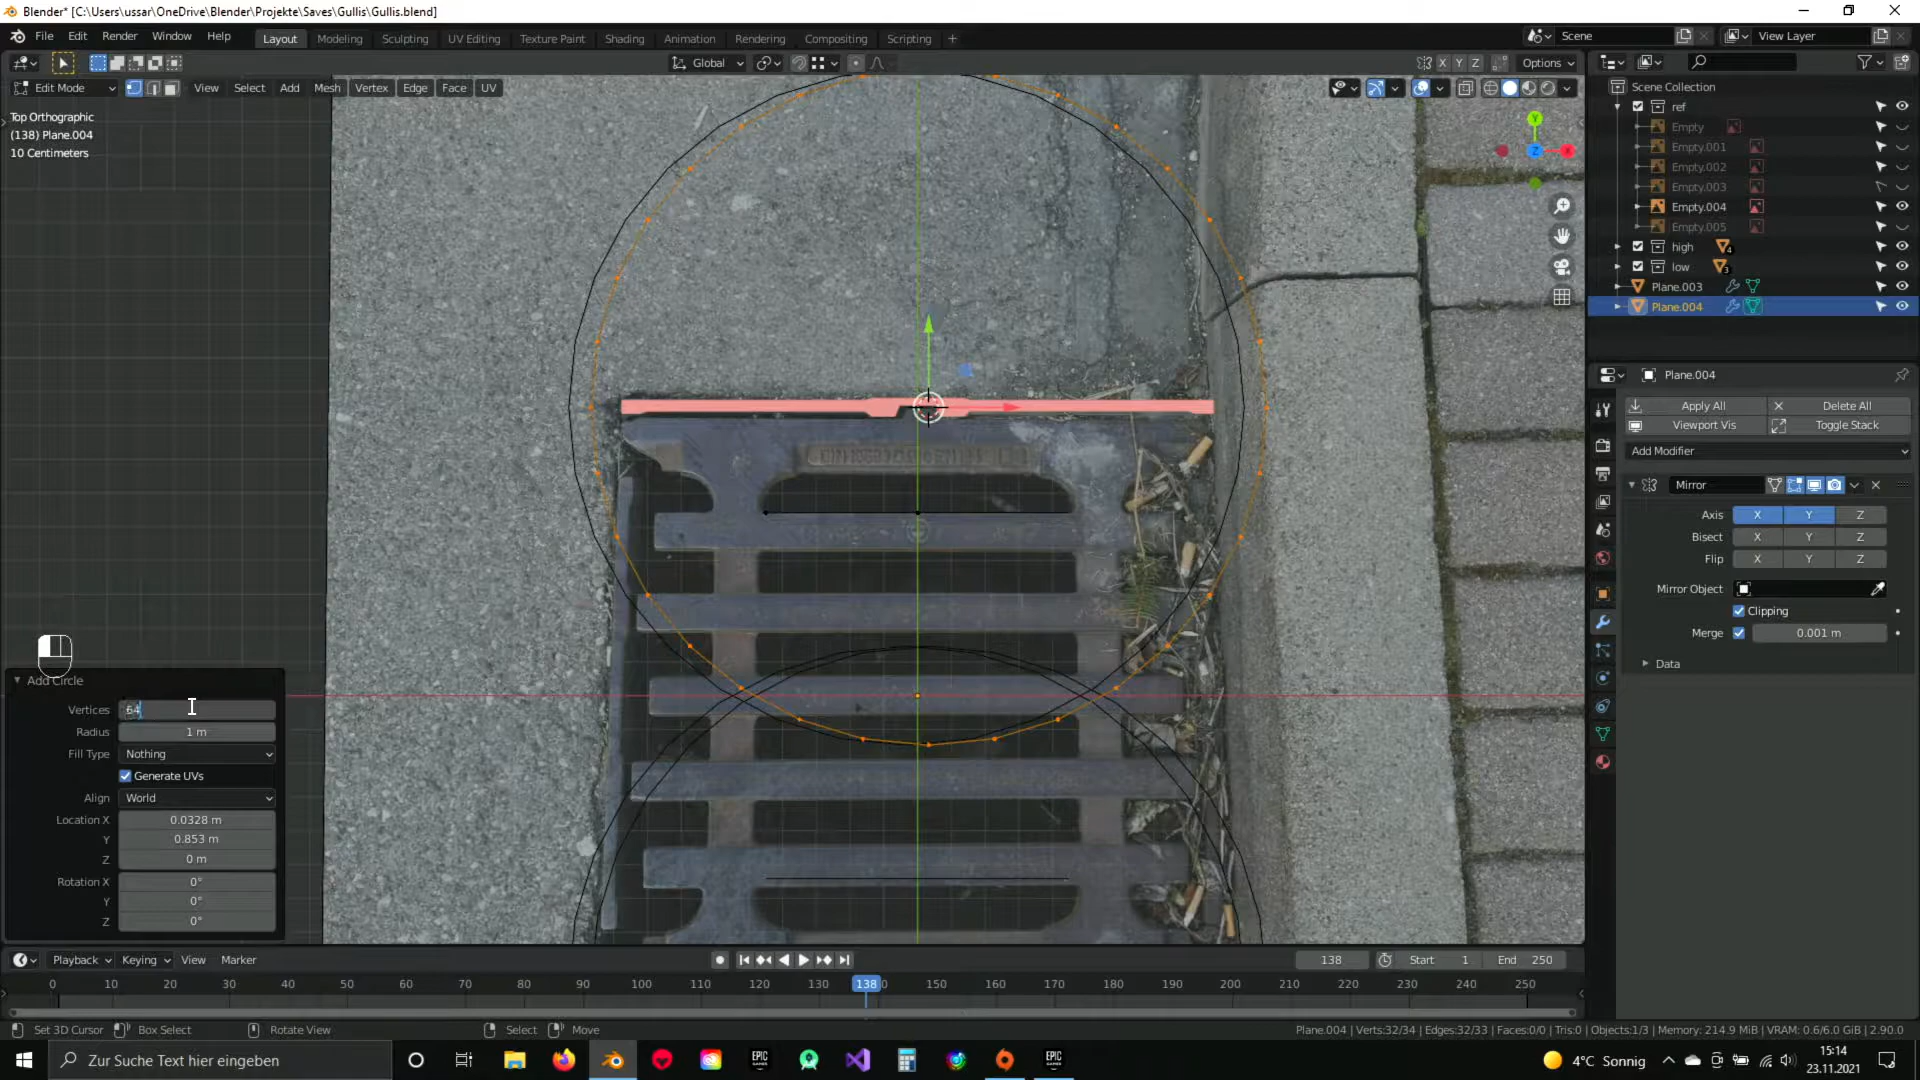 Blender* [C:\Users\ussar\OneDrive\Blender\Projekte\Saves\Gullis\Gullis.blend]
File Edit Render Window Help
Layout Modeling Sculpting UV Editing Texture Paint Shading Animation Rendering Compositing Scripting
Scene
View Layer
Global
X Y Z
Options
Edit Mode
View Select Add Mesh Vertex Edge Face UV
Top Orthographic
(138) Plane.004
10 Centimeters
Y
Z
X
Scene Collection
ref
Empty
Empty.001
Empty.002
Empty.003
Empty.004
Empty.005
high
4
low
3
Plane.003
Plane.004
Plane.004
Apply All
Delete All
Viewport Vis
Toggle Stack
Add Modifier
Mirror
Axis X Y Z
Bisect X Y Z
Flip X Y Z
Mirror Object
Clipping
Merge 0.001 m
Data
Add Circle
Vertices 64
Radius 1 m
Fill Type Nothing
Generate UVs
Align World
Location X 0.0328 m
Y 0.853 m
Z 0 m
Rotation X 0°
Y 0°
Z 0°
Playback Keying View Marker
138
Start 1
End 250
0 10 20 30 40 50 60 70 80 90 100 110 120 130 138 150 160 170 180 190 200 210 220 230 240 250
Set 3D Cursor Box Select Rotate View Select Move
Plane.004 | Verts:32/34 | Edges:32/33 | Faces:0/0 | Tris:0 | Objects:1/3 | Memory: 214.9 MiB | VRAM: 0.6/6.0 GiB | 2.90.0
Zur Suche Text hier eingeben
EPIC GAMES
EPIC GAMES
4°C Sonnig
15:14
23.11.2021